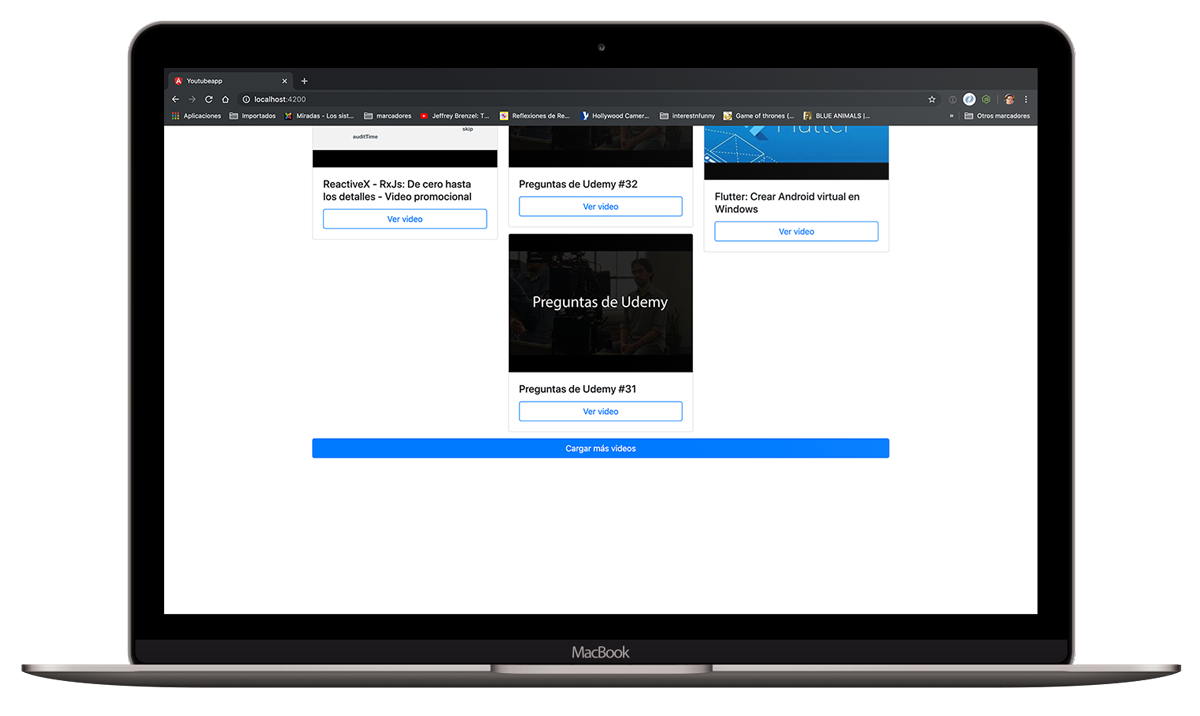 Youtubeapp
localhost:4200
Aplicaciones
Importados
Miradas - Los sist...
marcadores
Jeffrey Brenzel: T...
Reflexiones de Re...
Hollywood Camer...
interestnfunny
Game of thrones (...
BLUE ANIMALS |...
»
Otros marcadores
skip
auditTime
Flutter
ReactiveX - RxJs: De cero hasta
los detalles - Video promocional
Ver video
Preguntas de Udemy #32
Ver video
Flutter: Crear Android virtual en
Windows
Ver video
Preguntas de Udemy
Preguntas de Udemy #31
Ver video
Cargar más videos
MacBook